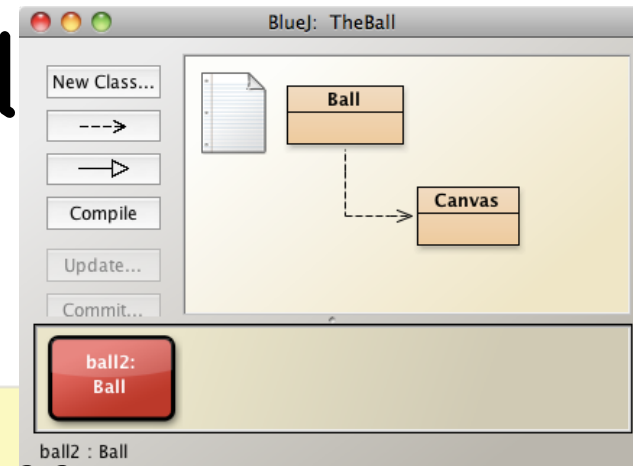 BlueJ: TheBall
New Class...
Compile
Update...
Commit...
Ball
Canvas
ball2:
Ball
ball2 : Ball